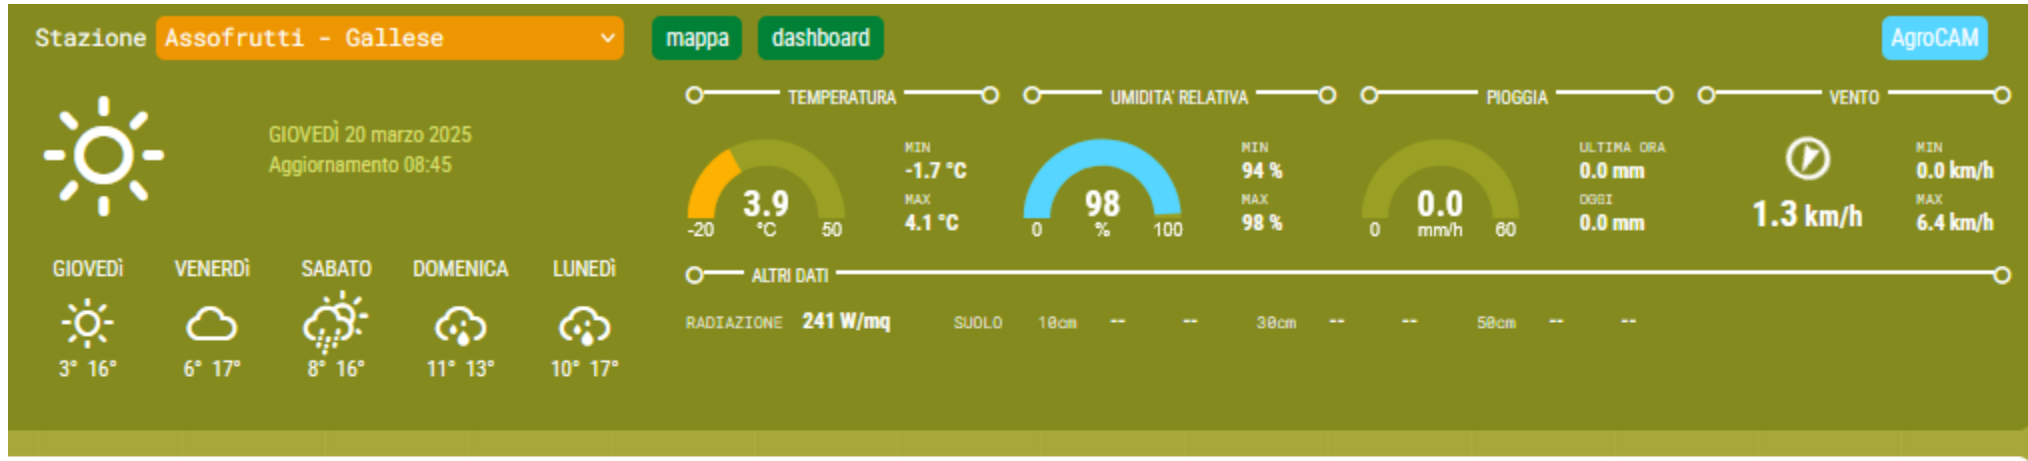 Stazione Assofrutti - Gallese mappa dashboard AgroCAM
GIOVEDÌ 20 marzo 2025
Aggiornamento 08:45
GIOVEDì VENERDì SABATO DOMENICA LUNEDì
3° 16° 6° 17° 8° 16° 11° 13° 10° 17°
TEMPERATURA
3.9
°C
-20 50
MIN
-1.7 °C
MAX
4.1 °C
UMIDITA' RELATIVA
98
%
0 100
MIN
94 %
MAX
98 %
PIOGGIA
0.0
mm/h
0 60
ULTIMA ORA
0.0 mm
OGGI
0.0 mm
VENTO
1.3 km/h
MIN
0.0 km/h
MAX
6.4 km/h
ALTRI DATI
RADIAZIONE 241 W/mq SUOLO 10cm -- -- 30cm -- -- 50cm -- --